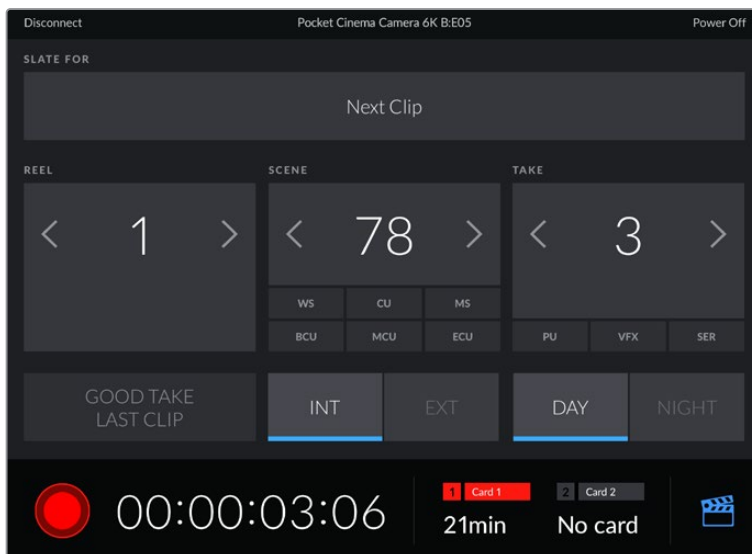 Disconnect Pocket Cinema Camera 6K B:E05 Power Off
SLATE FOR
Next Clip
REEL SCENE TAKE
1 78 3
WS CU MS
BCU MCU ECU PU VFX SER
GOOD TAKE
LAST CLIP
INT EXT DAY NIGHT
1 Card 1 2 Card 2
00:00:03:06 21min No card